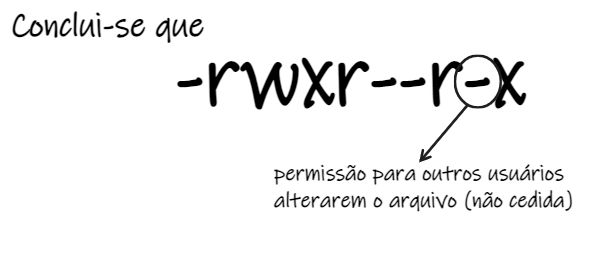 Conclui-se que
-rwxr--r-x
permissão para outros usuários
alterarem o arquivo (não cedida)